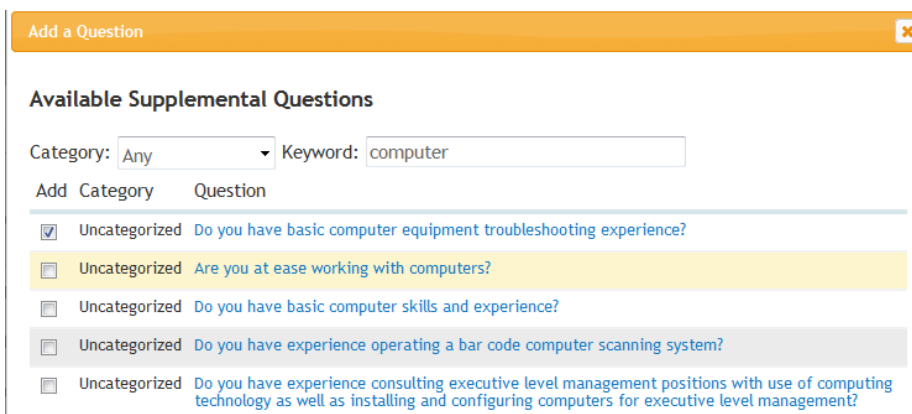 Add a Question
Available Supplemental Questions
Category: Any Keyword: computer
Add Category Question
Uncategorized Do you have basic computer equipment troubleshooting experience?
Uncategorized Are you at ease working with computers?
Uncategorized Do you have basic computer skills and experience?
Uncategorized Do you have experience operating a bar code computer scanning system?
Uncategorized Do you have experience consulting executive level management positions with use of computing
technology as well as installing and configuring computers for executive level management?